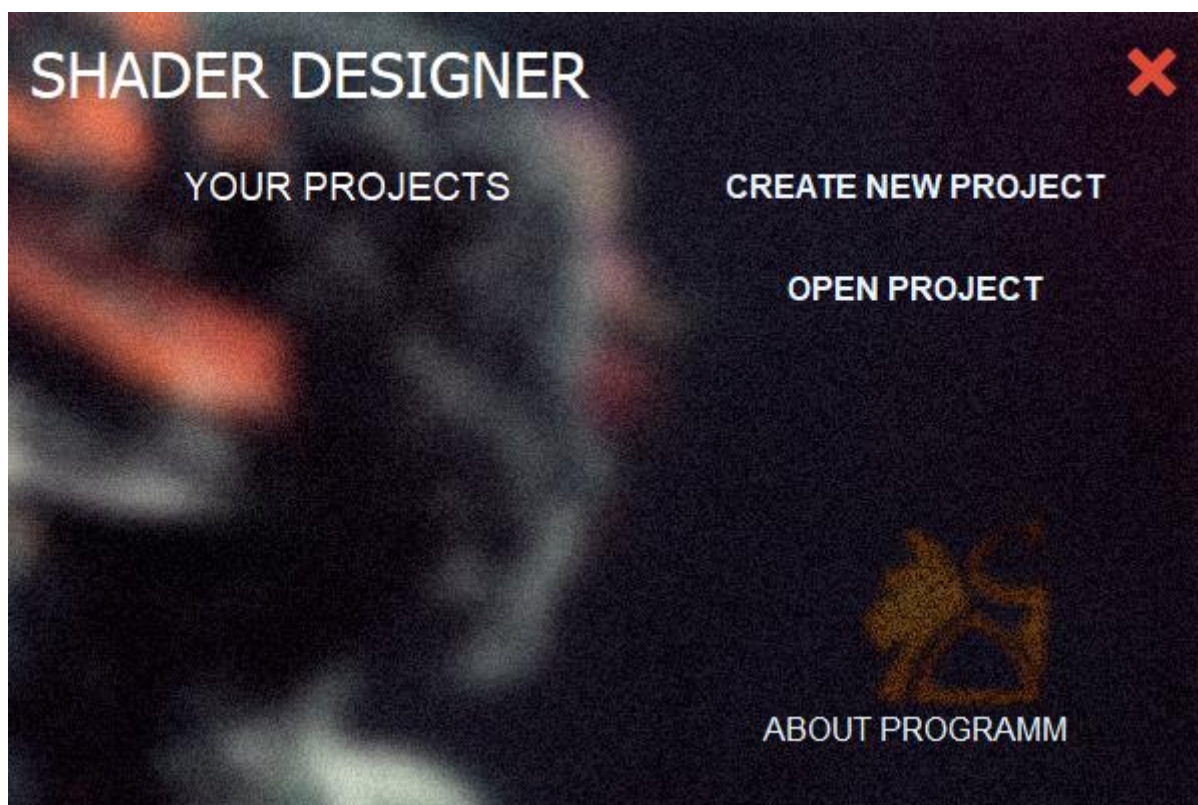 SHADER DESIGNER
YOUR PROJECTS
CREATE NEW PROJECT
OPEN PROJECT
ABOUT PROGRAMM